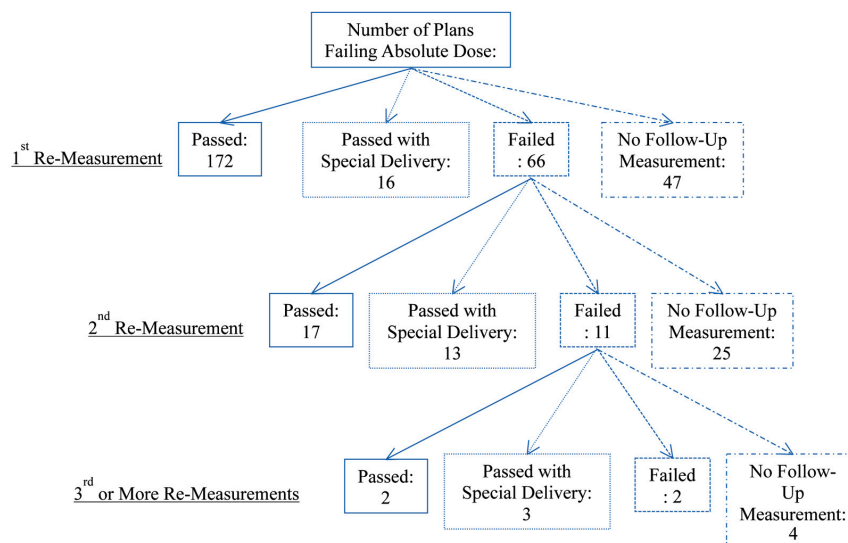 Number of Plans
Failing Absolute Dose:
1st Re-Measurement
Passed:
172
Passed with
Special Delivery:
16
Failed
: 66
No Follow-Up
Measurement:
47
2nd Re-Measurement
Passed:
17
Passed with
Special Delivery:
13
Failed
: 11
No Follow-Up
Measurement:
25
3rd or More Re-Measurements
Passed:
2
Passed with
Special Delivery:
3
Failed
: 2
No Follow-
Up
Measurement:
4